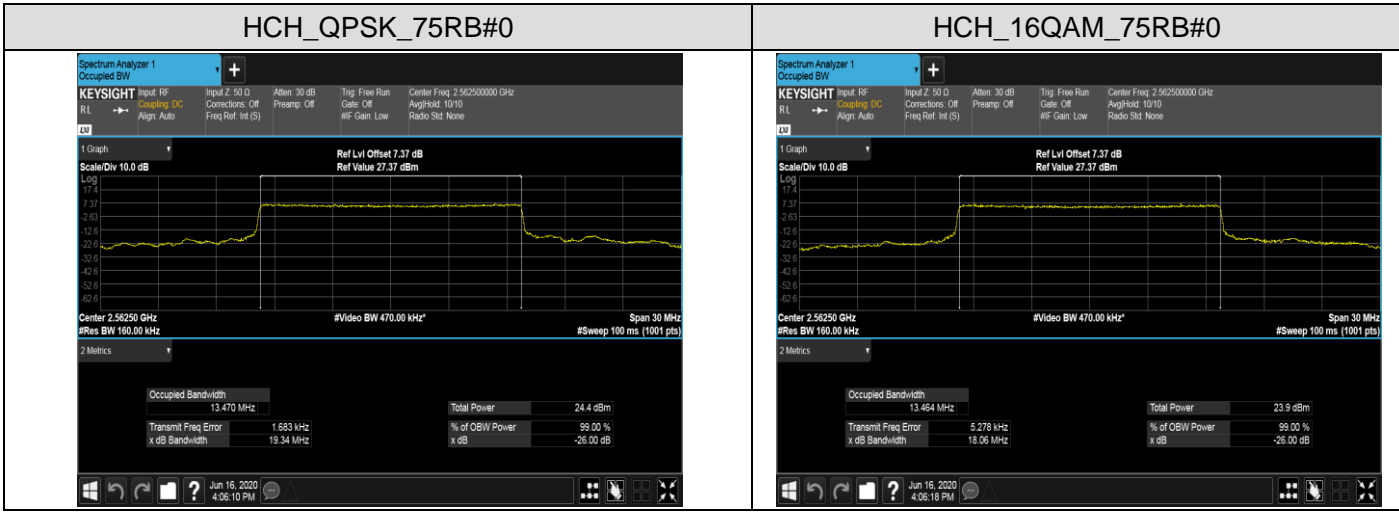 HCH_QPSK_75RB#0
HCH_16QAM_75RB#0
Spectrum Analyzer 1
Occupied BW
+
KEYSIGHT
R L
LXI
Input: RF
Coupling: DC
Align: Auto
Input Z: 50 Ω
Corrections: Off
Freq Ref: Int (S)
Atten: 30 dB
Preamp: Off
Trig: Free Run
Gate: Off
#IF Gain: Low
Center Freq: 2.562500000 GHz
Avg|Hold: 10/10
Radio Std: None
1 Graph
Scale/Div 10.0 dB
Ref Lvl Offset 7.37 dB
Ref Value 27.37 dBm
Log
17.4
7.37
-2.63
-12.6
-22.6
-32.6
-42.6
-52.6
-62.6
Center 2.56250 GHz
#Res BW 160.00 kHz
#Video BW 470.00 kHz*
Span 30 MHz
#Sweep 100 ms (1001 pts)
2 Metrics
Occupied Bandwidth
13.470 MHz
Transmit Freq Error 1.683 kHz
x dB Bandwidth 19.34 MHz
Total Power 24.4 dBm
% of OBW Power 99.00 %
x dB -26.00 dB
?
Jun 16, 2020
4:06:10 PM
Spectrum Analyzer 1
Occupied BW
+
KEYSIGHT
R L
LXI
Input: RF
Coupling: DC
Align: Auto
Input Z: 50 Ω
Corrections: Off
Freq Ref: Int (S)
Atten: 30 dB
Preamp: Off
Trig: Free Run
Gate: Off
#IF Gain: Low
Center Freq: 2.562500000 GHz
Avg|Hold: 10/10
Radio Std: None
1 Graph
Scale/Div 10.0 dB
Ref Lvl Offset 7.37 dB
Ref Value 27.37 dBm
Log
17.4
7.37
-2.63
-12.6
-22.6
-32.6
-42.6
-52.6
-62.6
Center 2.56250 GHz
#Res BW 160.00 kHz
#Video BW 470.00 kHz*
Span 30 MHz
#Sweep 100 ms (1001 pts)
2 Metrics
Occupied Bandwidth
13.464 MHz
Transmit Freq Error 5.278 kHz
x dB Bandwidth 18.06 MHz
Total Power 23.9 dBm
% of OBW Power 99.00 %
x dB -26.00 dB
?
Jun 16, 2020
4:06:18 PM